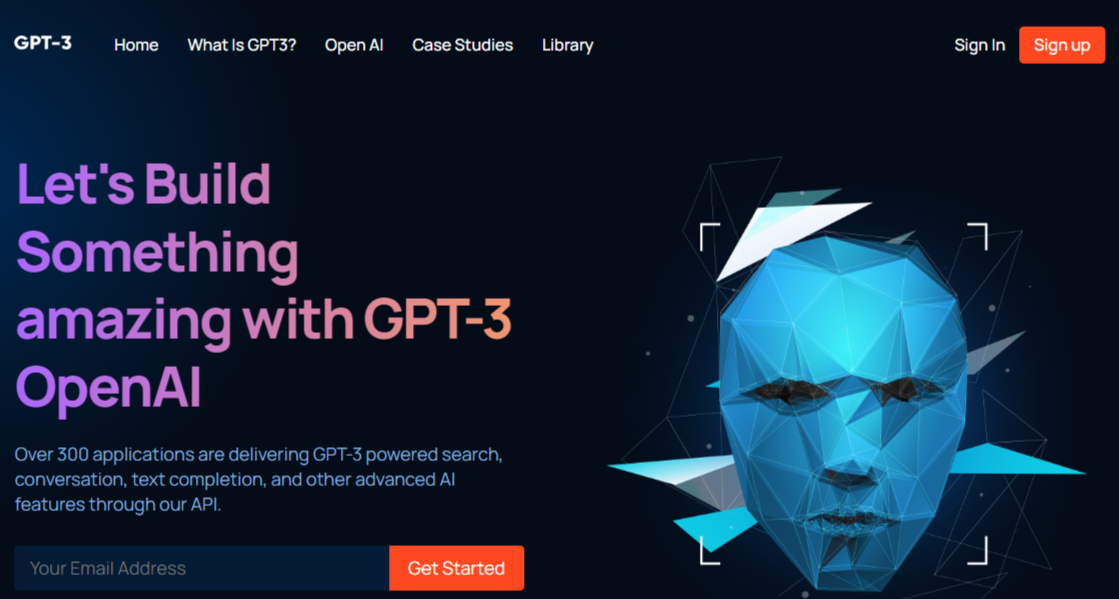 GPT-3 Home What Is GPT3? Open AI Case Studies Library Sign In Sign up
Let's Build
Something
amazing with GPT-3
OpenAI
Over 300 applications are delivering GPT-3 powered search,
conversation, text completion, and other advanced AI
features through our API.
Your Email Address Get Started